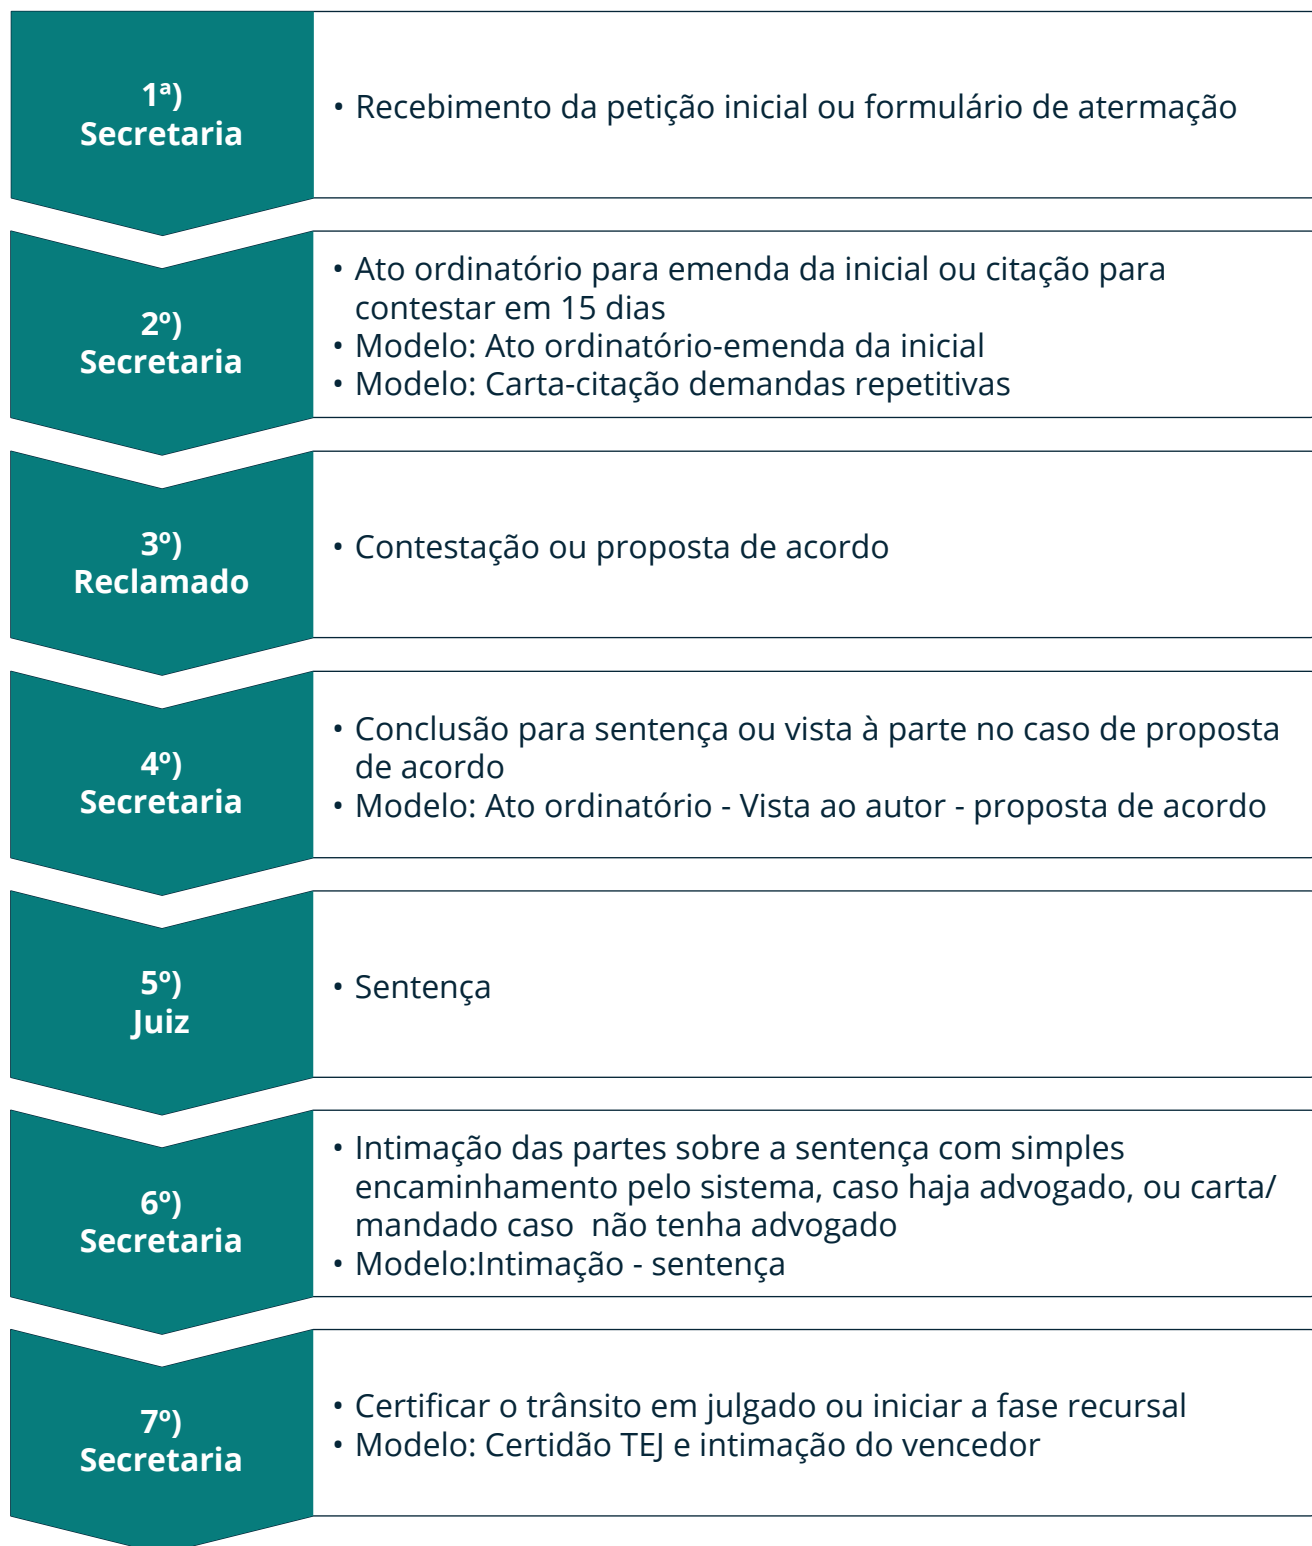 1ª)
Secretaria
• Recebimento da petição inicial ou formulário de atermação
2º)
Secretaria
• Ato ordinatório para emenda da inicial ou citação para
contestar em 15 dias
• Modelo: Ato ordinatório-emenda da inicial
• Modelo: Carta-citação demandas repetitivas
3º)
Reclamado
• Contestação ou proposta de acordo
4º)
Secretaria
• Conclusão para sentença ou vista à parte no caso de proposta
de acordo
• Modelo: Ato ordinatório - Vista ao autor - proposta de acordo
5º)
Juiz
• Sentença
6º)
Secretaria
• Intimação das partes sobre a sentença com simples
encaminhamento pelo sistema, caso haja advogado, ou carta/
mandado caso  não tenha advogado
• Modelo:Intimação - sentença
7º)
Secretaria
• Certificar o trânsito em julgado ou iniciar a fase recursal
• Modelo: Certidão TEJ e intimação do vencedor